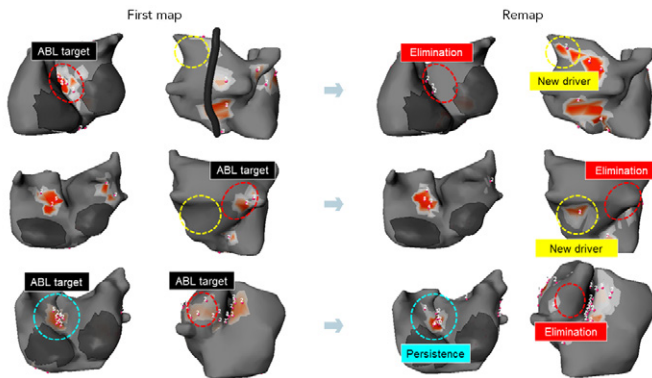 First map
Remap
ABL target
Elimination
New driver
ABL target
Elimination
New driver
ABL target
ABL target
Persistence
Elimination